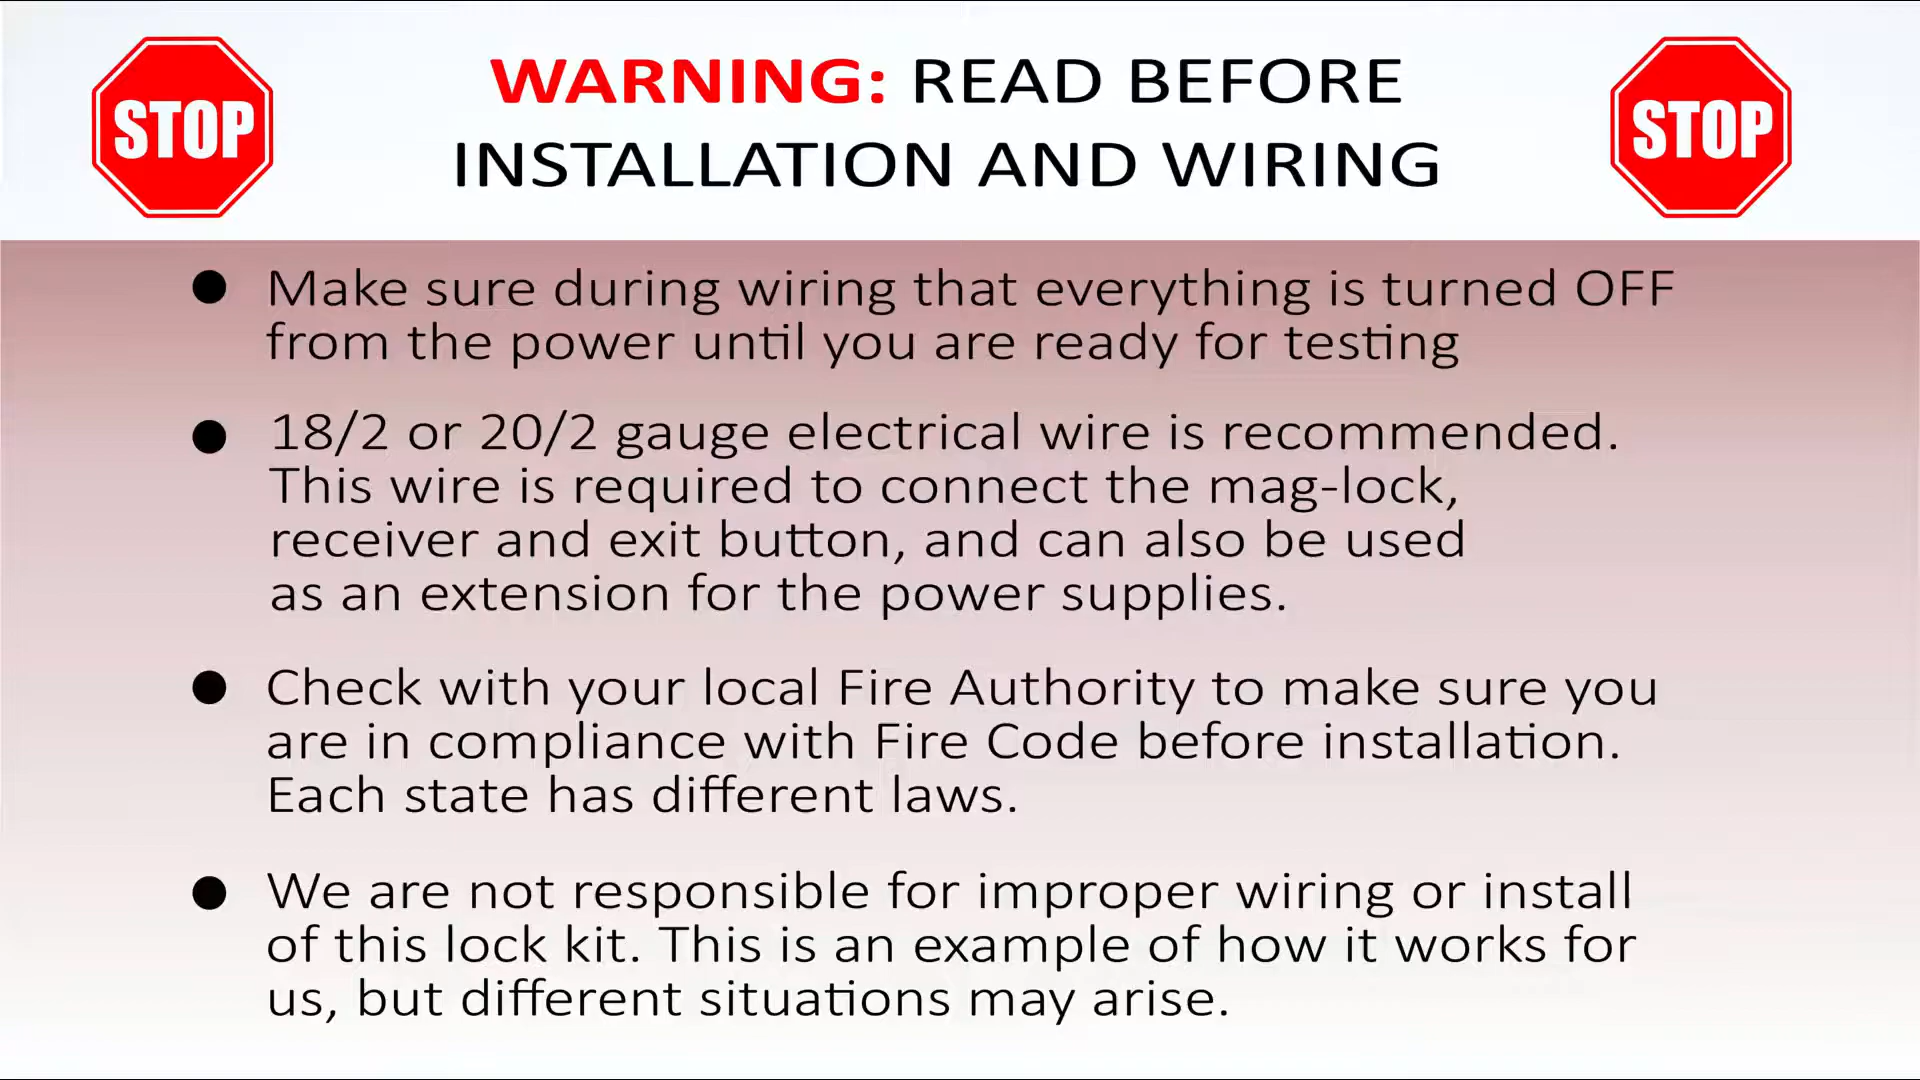 STOP
WARNING: READ BEFORE
INSTALLATION AND WIRING
STOP
● Make sure during wiring that everything is turned OFF
from the power until you are ready for testing
● 18/2 or 20/2 gauge electrical wire is recommended.
This wire is required to connect the mag-lock,
receiver and exit button, and can also be used
as an extension for the power supplies.
● Check with your local Fire Authority to make sure you
are in compliance with Fire Code before installation.
Each state has different laws.
● We are not responsible for improper wiring or install
of this lock kit. This is an example of how it works for
us, but different situations may arise.